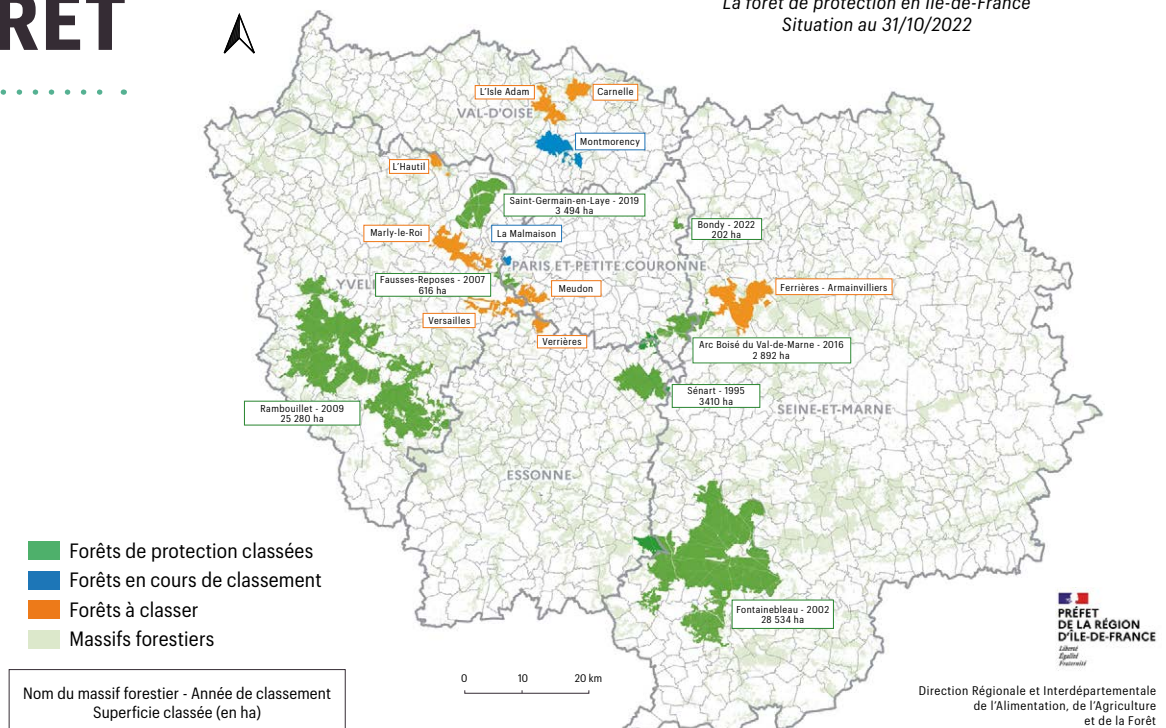 RET
La forêt de protection en Île-de-France
Situation au 31/10/2022
L'Isle Adam
Carnelle
VAL-D'OISE
Montmorency
L'Hautil
Saint-Germain-en-Laye - 2019
3 494 ha
Marly-le-Roi
La Malmaison
Bondy - 2022
202 ha
PARIS ET PETITE COURONNE
Fausses-Reposes - 2007
616 ha
YVEL
Meudon
Ferrières - Armainvilliers
Versailles
Verrières
Arc Boisé du Val-de-Marne - 2016
2 892 ha
Sénart - 1995
3410 ha
Rambouillet - 2009
25 280 ha
SEINE-ET-MARNE
ESSONNE
Fontainebleau - 2002
28 534 ha
Forêts de protection classées
Forêts en cours de classement
Forêts à classer
Massifs forestiers
Nom du massif forestier - Année de classement
Superficie classée (en ha)
0 10 20 km
PRÉFET
DE LA RÉGION
D'ÎLE-DE-FRANCE
Liberté
Égalité
Fraternité
Direction Régionale et Interdépartementale
de l'Alimentation, de l'Agriculture
et de la Forêt